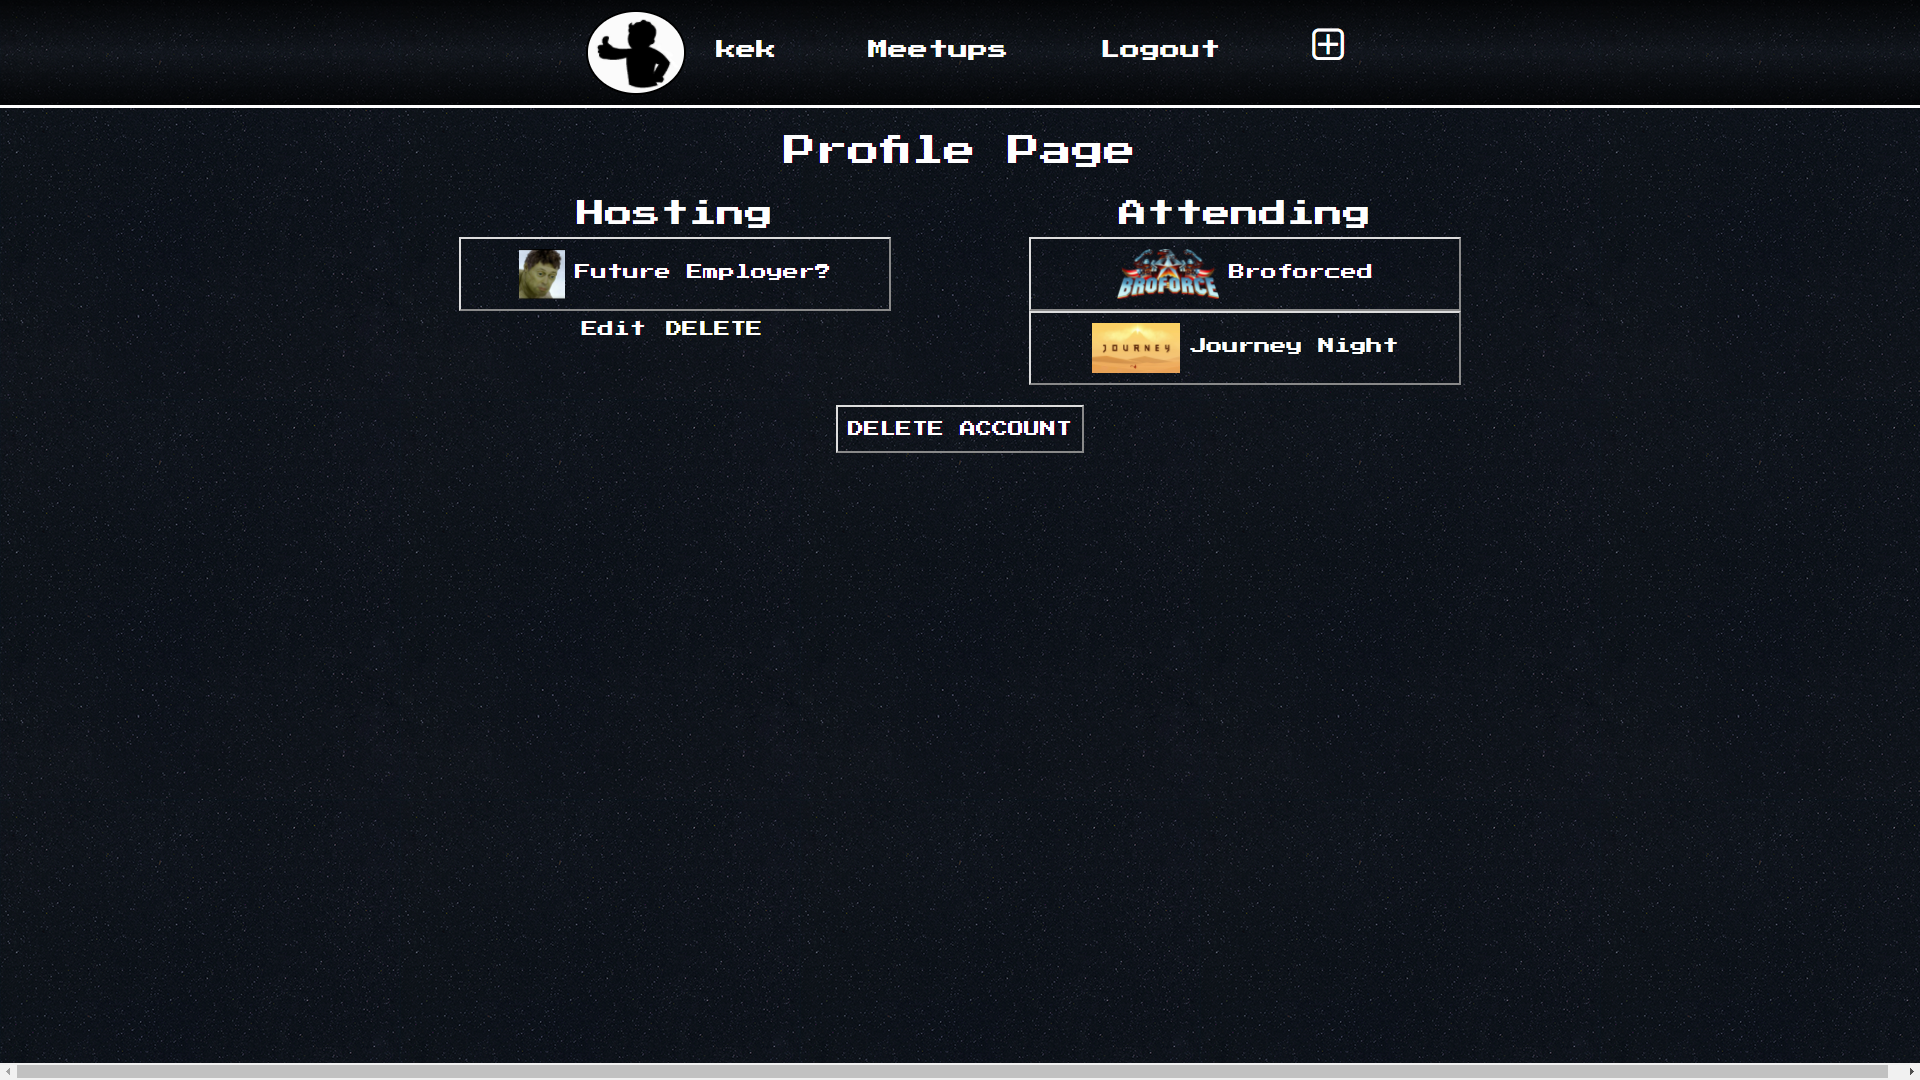 kek Meetups Logout
Profile Page
Hosting
Future Employer?
Edit DELETE
Attending
BROFORCE Broforced
JOURNEY Journey Night
DELETE ACCOUNT